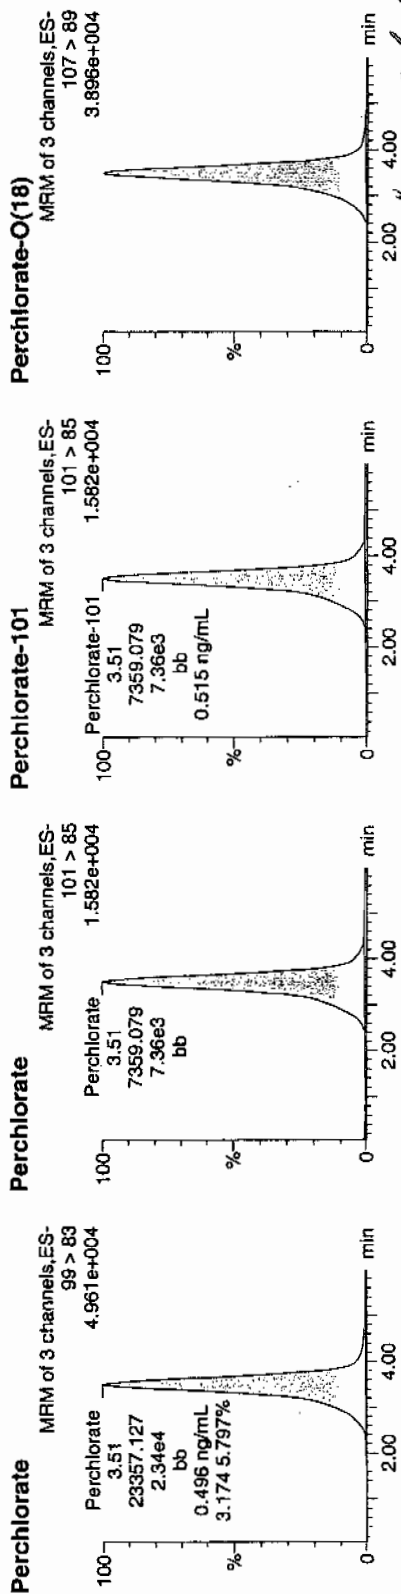 Perchlorate
MRM of 3 channels,ES-
99 > 83
4.961e+004
100
Perchlorate
3.51
23357.127
2.34e4
bb
0.496 ng/mL
3.174 5.797%
%
0
2.00
4.00
min
Perchlorate
MRM of 3 channels,ES-
101 > 85
1.582e+004
100
Perchlorate
3.51
7359.079
7.36e3
bb
%
0
2.00
4.00
min
Perchlorate-101
MRM of 3 channels,ES-
101 > 85
1.582e+004
100
Perchlorate-101
3.51
7359.079
7.36e3
bb
0.515 ng/mL
%
0
2.00
4.00
min
Perchlorate-O(18)
MRM of 3 channels,ES-
107 > 89
3.896e+004
100
%
0
2.00
4.00
min